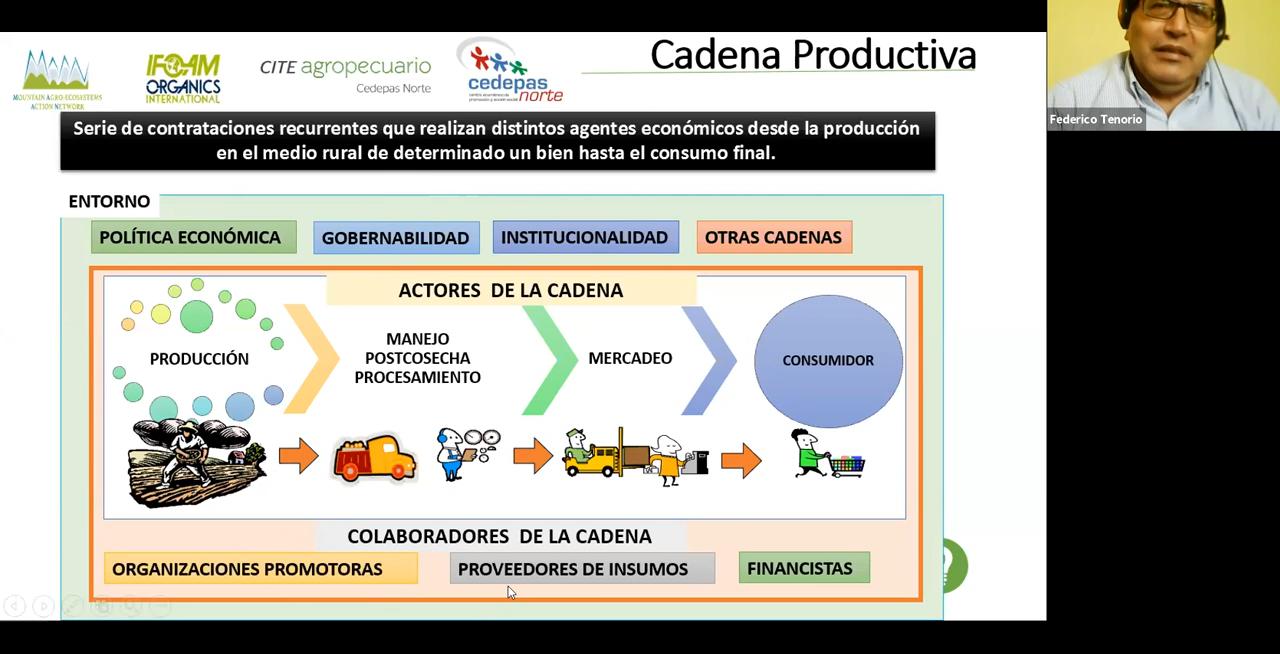 Cadena Productiva
MOUNTAIN AGRO-ECOSYSTEMS
ACTION NETWORK
IFOAM
ORGANICS
INTERNATIONAL
CITE agropecuario
Cedepas Norte
cedepas
norte
Federico Tenorio
Serie de contrataciones recurrentes que realizan distintos agentes económicos desde la producción
en el medio rural de determinado un bien hasta el consumo final.
ENTORNO
POLÍTICA ECONÓMICA
GOBERNABILIDAD
INSTITUCIONALIDAD
OTRAS CADENAS
ACTORES DE LA CADENA
PRODUCCIÓN
MANEJO
POSTCOSECHA
PROCESAMIENTO
MERCADEO
CONSUMIDOR
COLABORADORES DE LA CADENA
ORGANIZACIONES PROMOTORAS
PROVEEDORES DE INSUMOS
FINANCISTAS